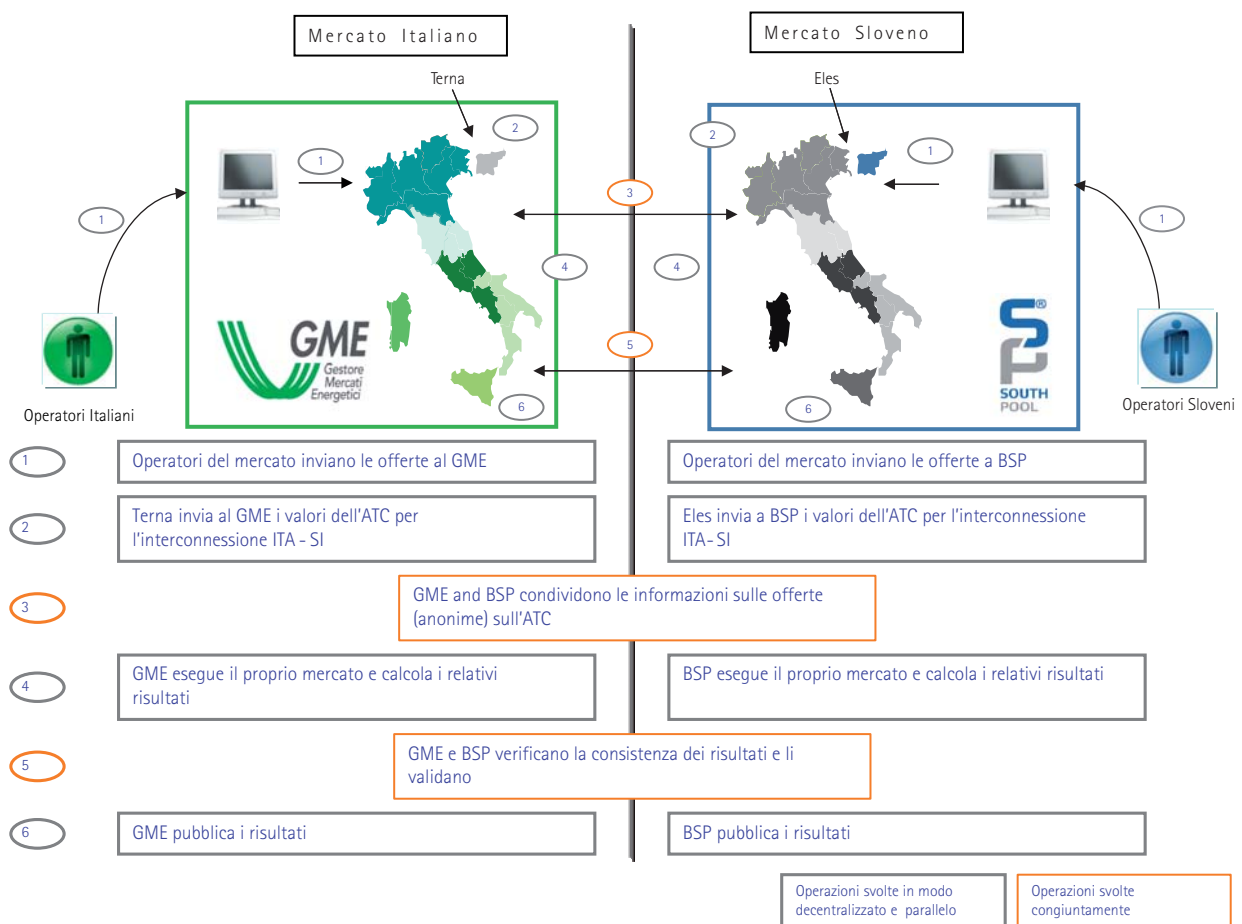 Mercato Italiano
Mercato Sloveno
Terna
Eles
2
2
1
1
3
1
1
4
4
GME
Gestore
Mercati
Energetici
5
SP®
SOUTH
POOL
6
6
Operatori Italiani
Operatori Sloveni
1
Operatori del mercato inviano le offerte al GME
Operatori del mercato inviano le offerte a BSP
2
Terna invia al GME i valori dell'ATC per
l'interconnessione ITA - SI
Eles invia a BSP i valori dell'ATC per l'interconnessione
ITA- SI
3
GME and BSP condividono le informazioni sulle offerte
(anonime) sull'ATC
4
GME esegue il proprio mercato e calcola i relativi
risultati
BSP esegue il proprio mercato e calcola i relativi risultati
5
GME e BSP verificano la consistenza dei risultati e li
validano
6
GME pubblica i risultati
BSP pubblica i risultati
Operazioni svolte in modo
decentralizzato e parallelo
Operazioni svolte
congiuntamente